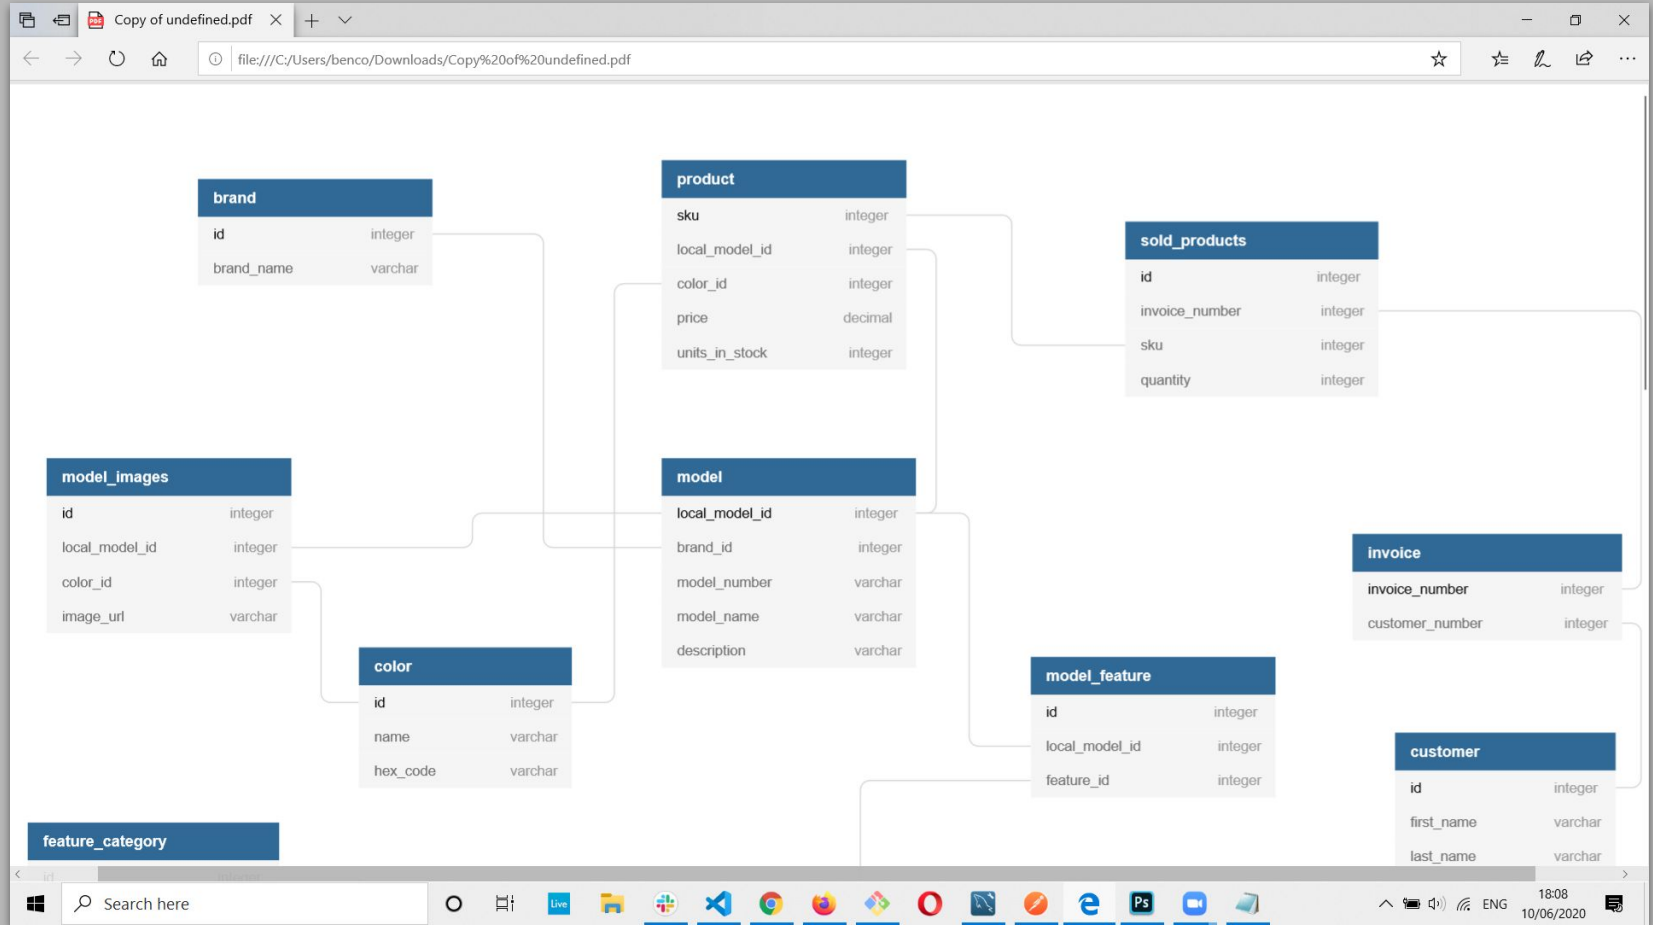 Copy of undefined.pdf
file:///C:/Users/benco/Downloads/Copy%20of%20undefined.pdf
brand
id integer
brand_name varchar
product
sku integer
local_model_id integer
color_id integer
price decimal
units_in_stock integer
sold_products
id integer
invoice_number integer
sku integer
quantity integer
model_images
id integer
local_model_id integer
color_id integer
image_url varchar
model
local_model_id integer
brand_id integer
model_number varchar
model_name varchar
description varchar
invoice
invoice_number integer
customer_number integer
color
id integer
name varchar
hex_code varchar
model_feature
id integer
local_model_id integer
feature_id integer
customer
id integer
first_name varchar
last_name varchar
feature_category
id integer
Search here
Live
Ps
ENG
18:08
10/06/2020